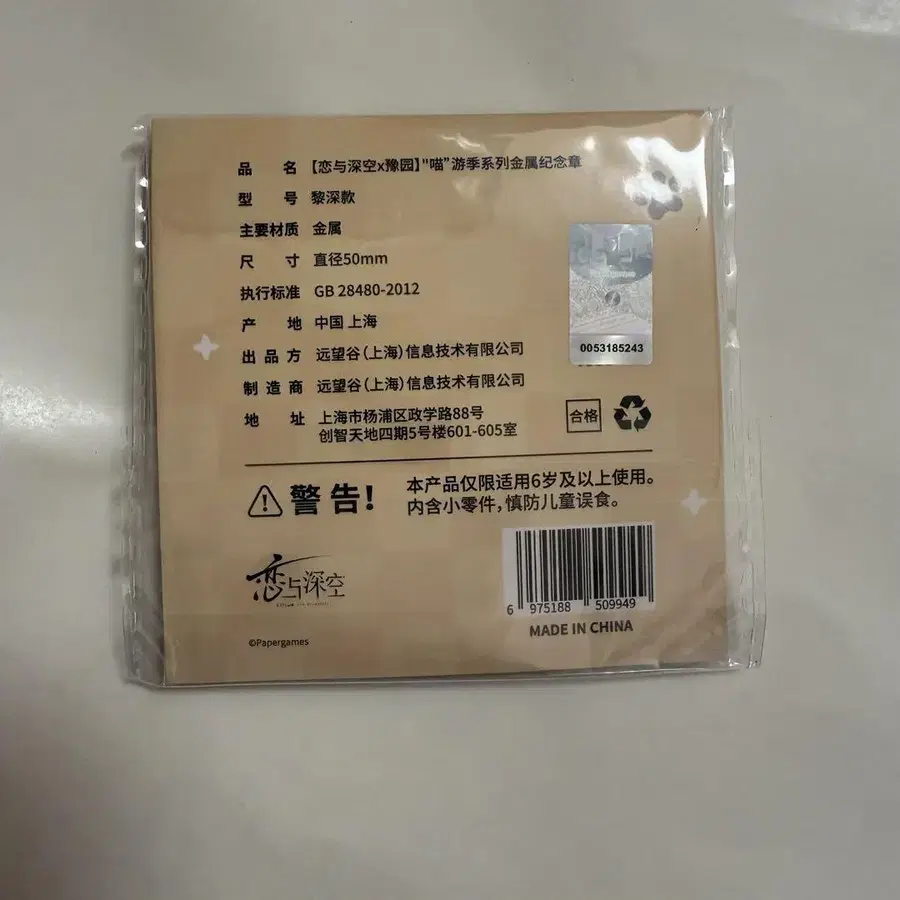 品 名 【恋与深空x豫园】"喵”游季系列金属纪念章
型 号 黎深款
主要材质 金属
尺 寸 直径50mm
执行标准 GB 28480-2012
产 地 中国 上海
出 品 方 远望谷(上海)信息技术有限公司
制 造 商 远望谷(上海)信息技术有限公司
地 址 上海市杨浦区政学路88号
创智天地四期5号楼601-605室
0053185243
合格
警告!
本产品仅限适用6岁及以上使用。
内含小零件,慎防儿童误食。
恋与深空
©Papergames
6 975188 509949
MADE IN CHINA